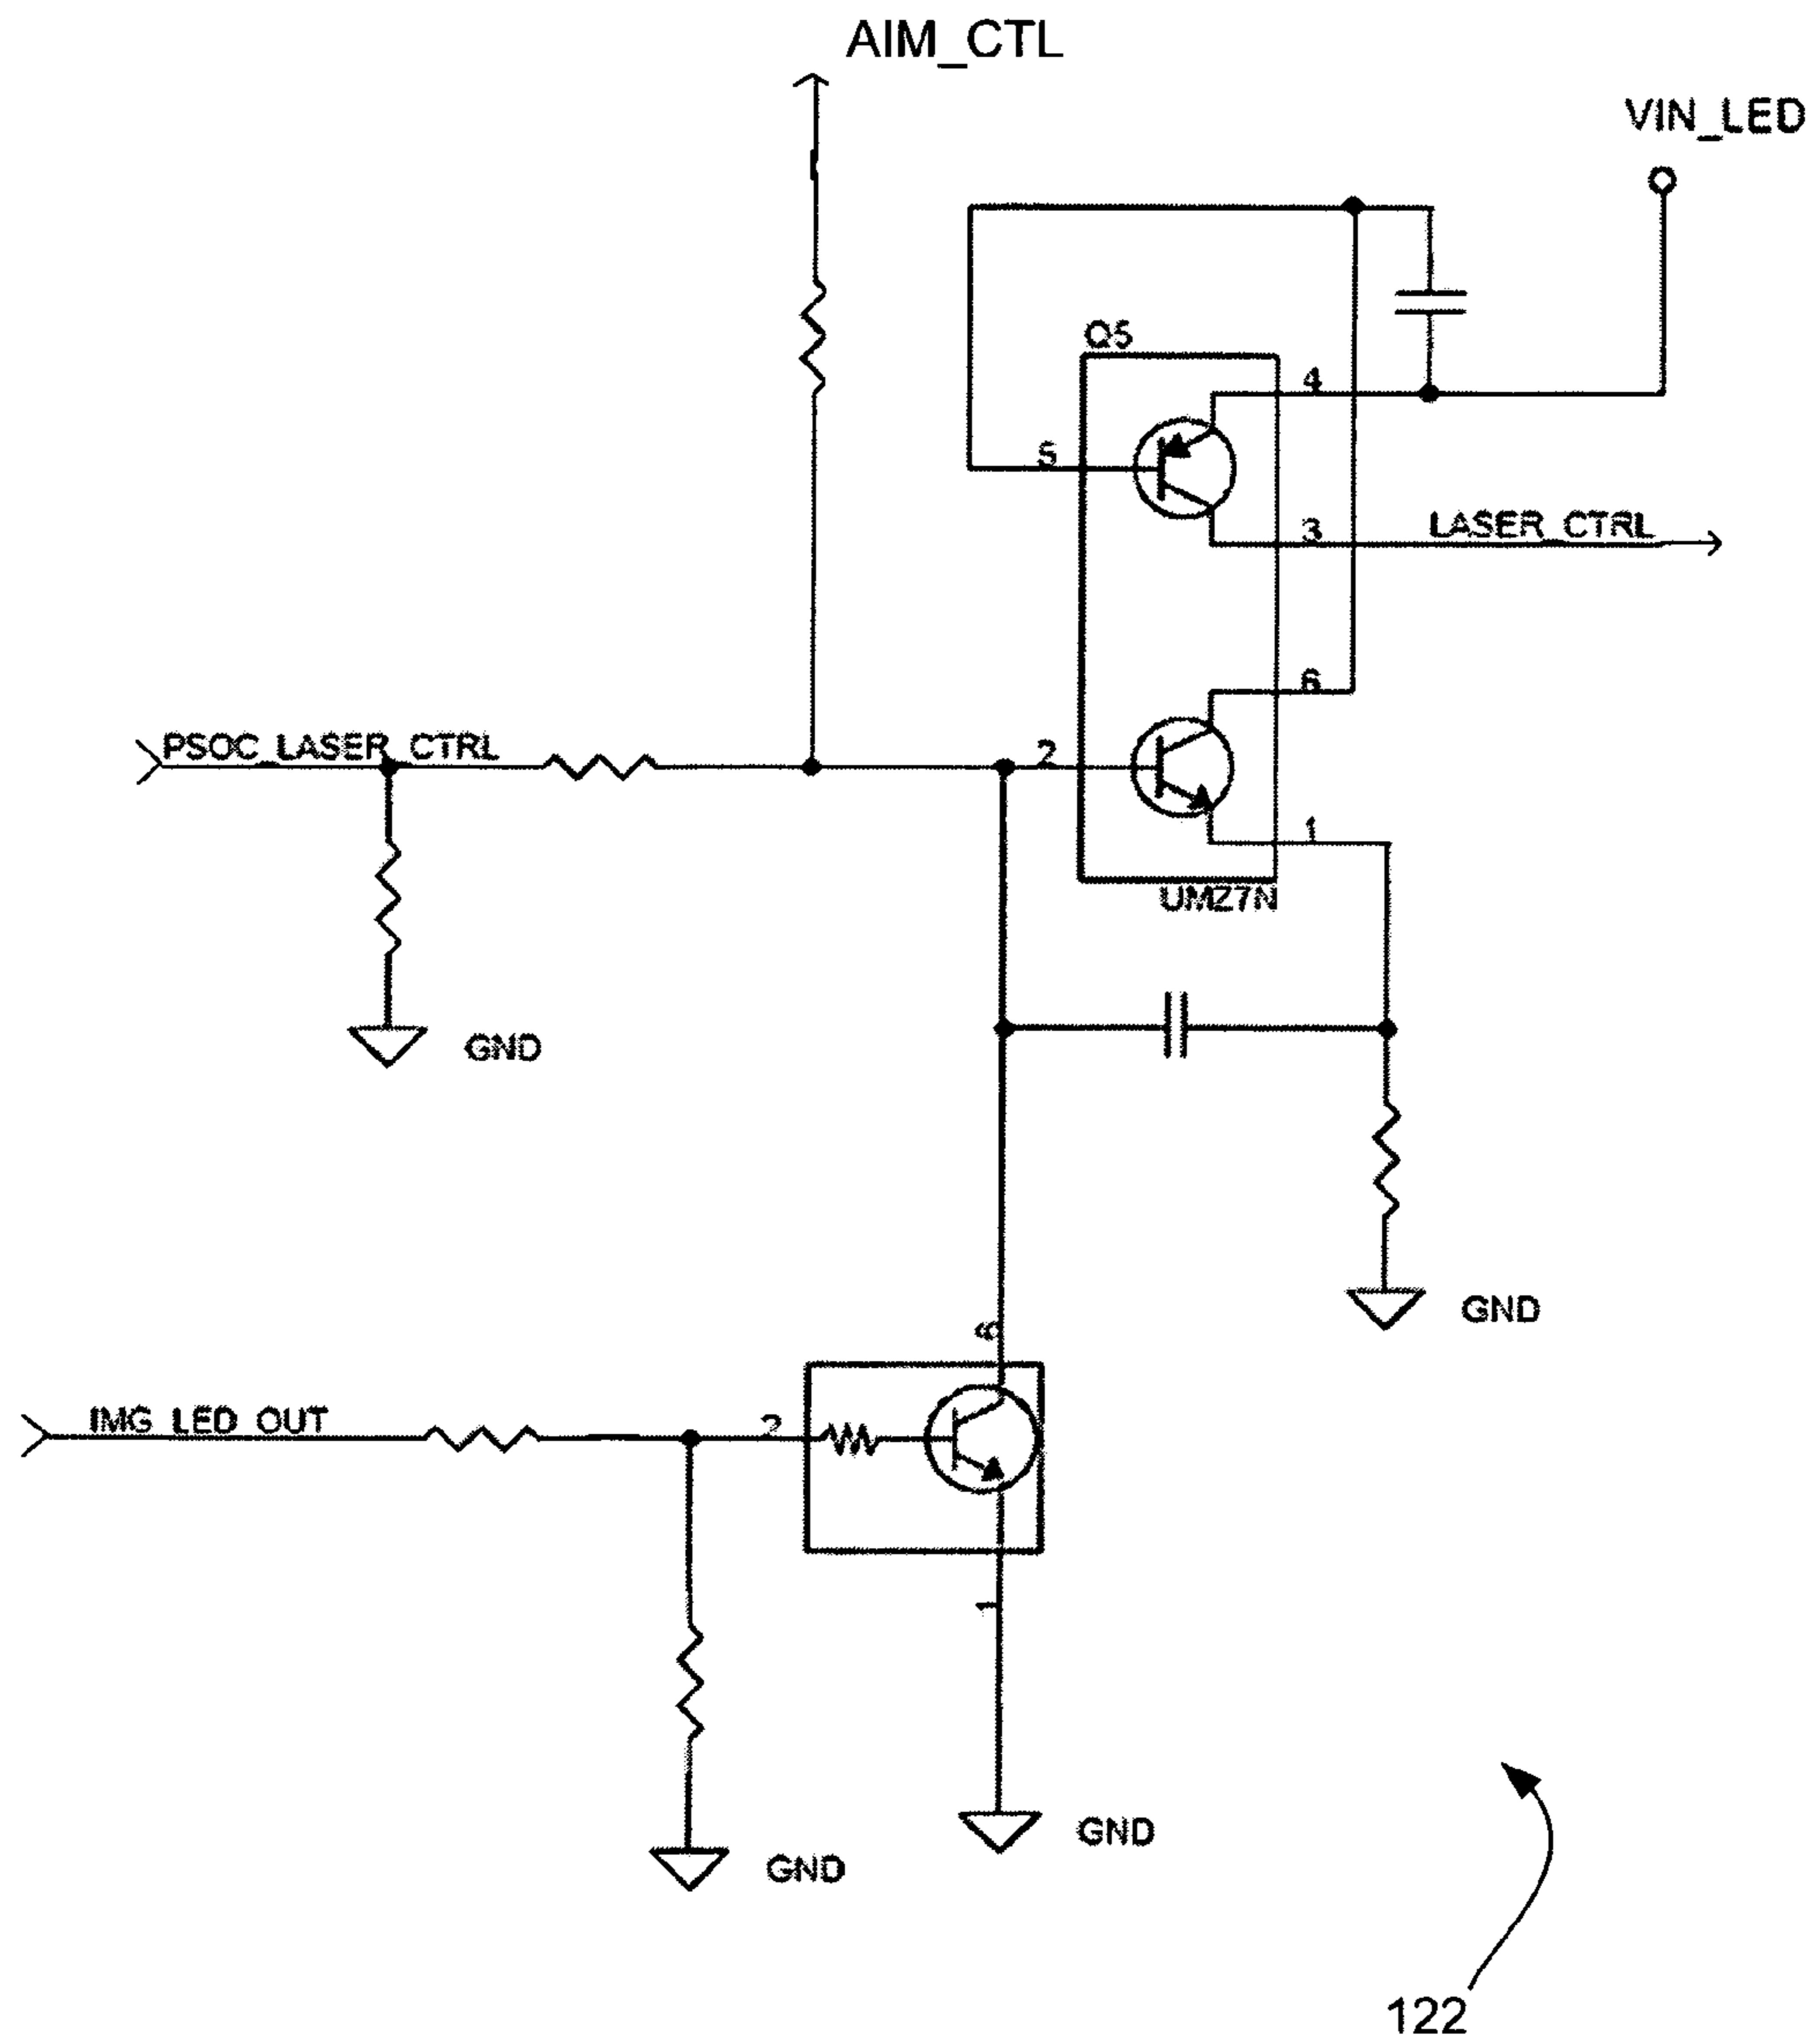 AIM_CTL
VIN_LED
Q5
4
5
3
LASER_CTRL
6
PSOC_LASER_CTRL
2
1
UMZ7N
GND
GND
6
IMG_LED_OUT
2
1
GND
GND
122